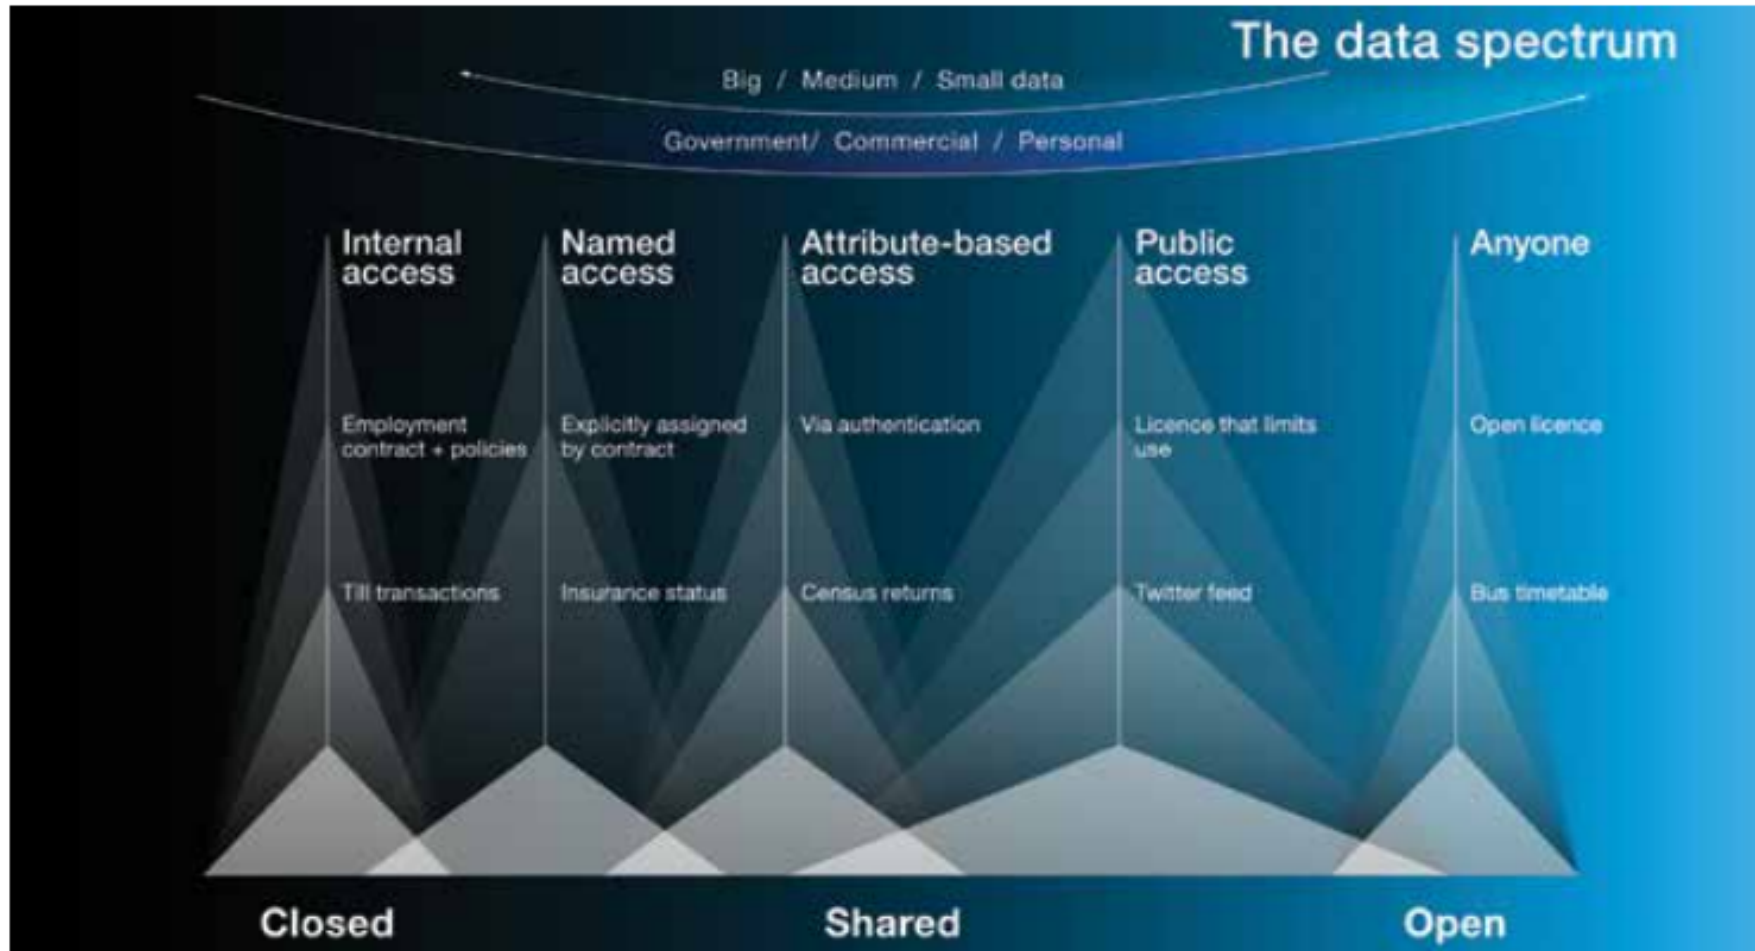 The data spectrum
Big / Medium / Small data
Government/ Commercial / Personal
Internal
access
Named
access
Attribute-based
access
Public
access
Anyone
Employment
contract + policies
Explicitly assigned
by contract
Via authentication
Licence that limits
use
Open licence
Till transactions
Insurance status
Census returns
Twitter feed
Bus timetable
Closed
Shared
Open